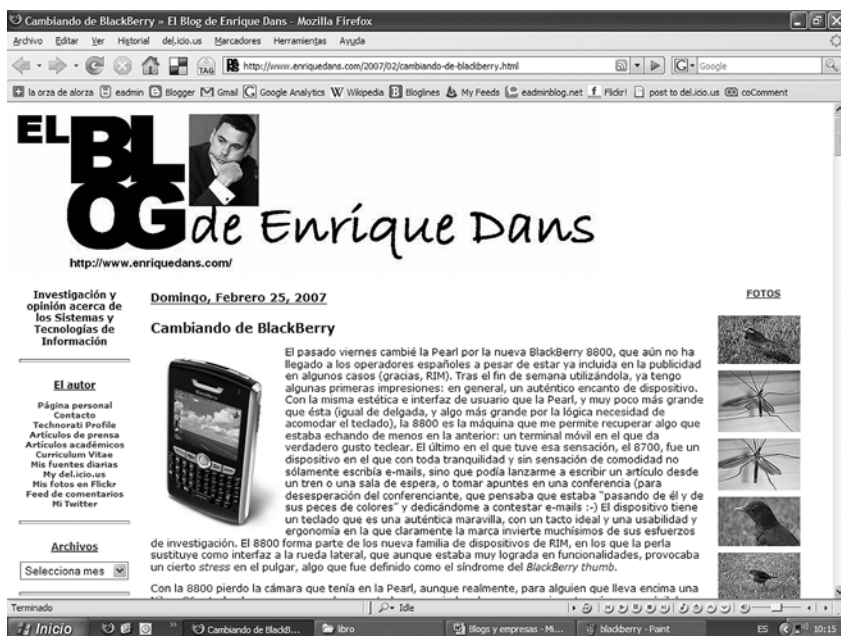 Cambiando de BlackBerry » El Blog de Enrique Dans - Mozilla Firefox
Archivo Editar Ver Historial del.icio.us Marcadores Herramientas Ayuda
TAG http://www.enriquedans.com/2007/02/cambiando-de-blackberry.html G Google
la orza de alorza eadmin Blogger Gmail Google Analytics Wikipedia Bloglines My Feeds eadminblog.net Flickr! post to del.icio.us coComment
EL BLOG de Enrique Dans
http://www.enriquedans.com/
Investigación y
opinión acerca de
los Sistemas y
Tecnologías de
Información
El autor
Página personal
Contacto
Technorati Profile
Artículos de prensa
Artículos académicos
Curriculum Vitae
Mis fuentes diarias
My del.icio.us
Mis fotos en Flickr
Feed de comentarios
Mi Twitter
Archivos
Selecciona mes
Domingo, Febrero 25, 2007
Cambiando de BlackBerry
El pasado viernes cambié la Pearl por la nueva BlackBerry 8800, que aún no ha
llegado a los operadores españoles a pesar de estar ya incluida en la publicidad
en algunos casos (gracias, RIM). Tras el fin de semana utilizándola, ya tengo
algunas primeras impresiones: en general, un auténtico encanto de dispositivo.
Con la misma estética e interfaz de usuario que la Pearl, y muy poco más grande
que ésta (igual de delgada, y algo más grande por la lógica necesidad de
acomodar el teclado), la 8800 es la máquina que me permite recuperar algo que
estaba echando de menos en la anterior: un terminal móvil en el que da
verdadero gusto teclear. El último en el que tuve esa sensación, el 8700, fue un
dispositivo en el que con toda tranquilidad y sin sensación de comodidad no
sólamente escribía e-mails, sino que podía lanzarme a escribir un artículo desde
un tren o una sala de espera, o tomar apuntes en una conferencia (para
desesperación del conferenciante, que pensaba que estaba "pasando de él y de
sus peces de colores" y dedicándome a contestar e-mails :-) El dispositivo tiene
un teclado que es una auténtica maravilla, con un tacto ideal y una usabilidad y
ergonomía en la que claramente la marca invierte muchísimos de sus esfuerzos
de investigación. El 8800 forma parte de los nueva familia de dispositivos de RIM, en los que la perla
sustituye como interfaz a la rueda lateral, que aunque estaba muy lograda en funcionalidades, provocaba
un cierto stress en el pulgar, algo que fue definido como el síndrome del BlackBerry thumb.
Con la 8800 pierdo la cámara que tenía en la Pearl, aunque realmente, para alguien que lleva encima una
FOTOS
Terminado Idle
Inicio Cambiando de BlackB... libro Blogs y empresas - Mi... blackberry - Paint ES 10:15